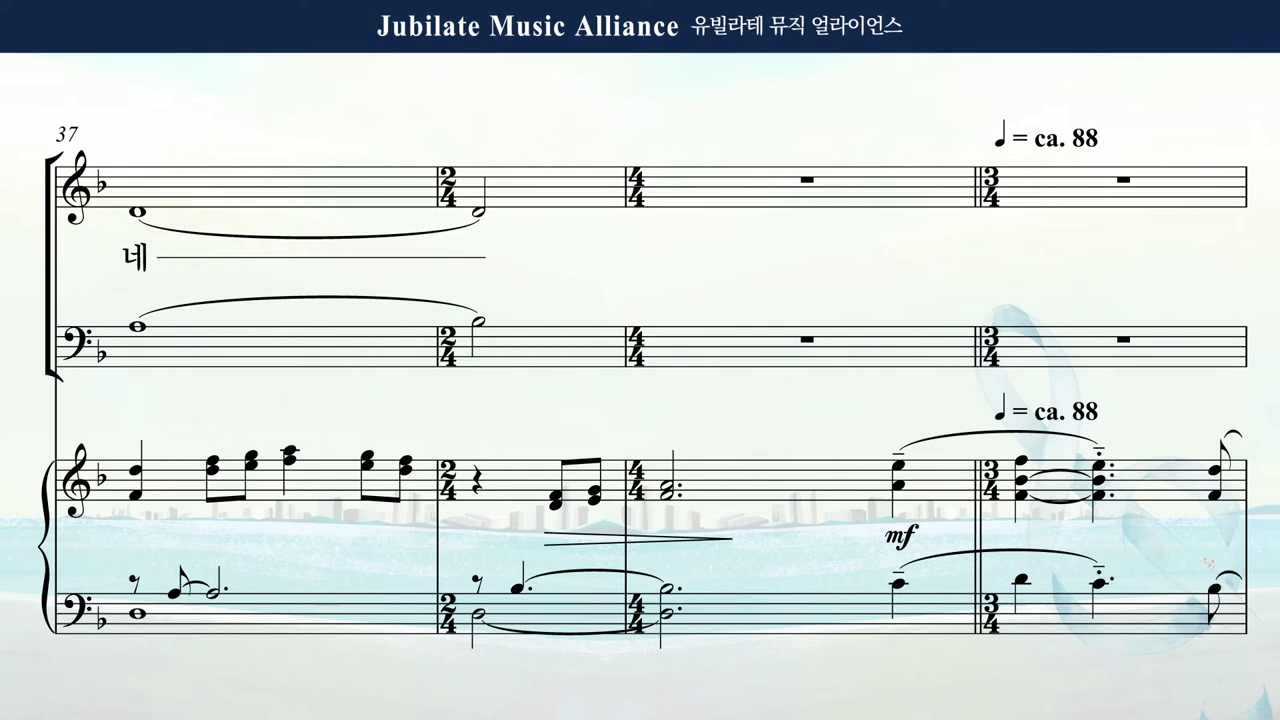 Jubilate Music Alliance 유빌라테 뮤직 얼라이언스
37
♩ = ca. 88
네
♩ = ca. 88
mf